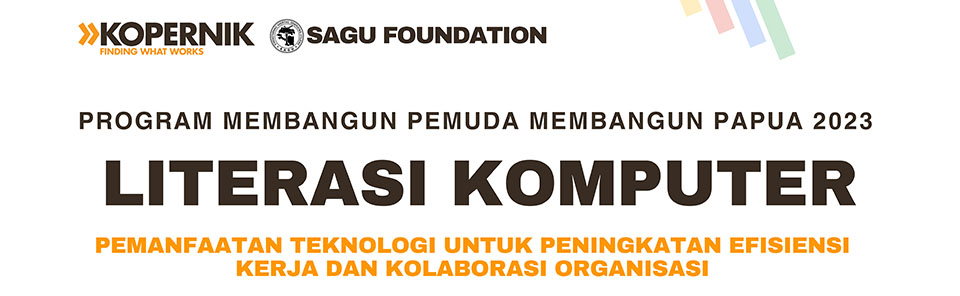 KOPERNIK
FINDING WHAT WORKS
SAGU FOUNDATION
PROGRAM MEMBANGUN PEMUDA MEMBANGUN PAPUA 2023
LITERASI KOMPUTER
PEMANFAATAN TEKNOLOGI UNTUK PENINGKATAN EFISIENSI
KERJA DAN KOLABORASI ORGANISASI